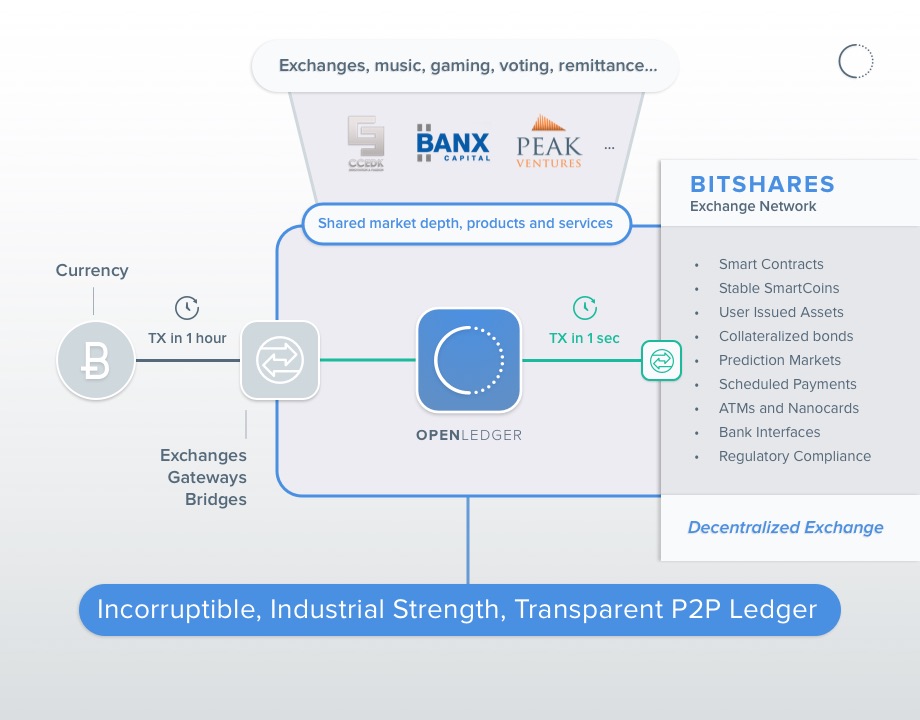 Exchanges, music, gaming, voting, remittance...
CCEDK
BANX
CAPITAL
PEAK
VENTURES
...
BITSHARES
Exchange Network
Shared market depth, products and services
• Smart Contracts
• Stable SmartCoins
• User Issued Assets
• Collateralized bonds
• Prediction Markets
• Scheduled Payments
• ATMs and Nanocards
• Bank Interfaces
• Regulatory Compliance
Decentralized Exchange
Currency
TX in 1 hour
TX in 1 sec
OPENLEDGER
Exchanges
Gateways
Bridges
Incorruptible, Industrial Strength, Transparent P2P Ledger